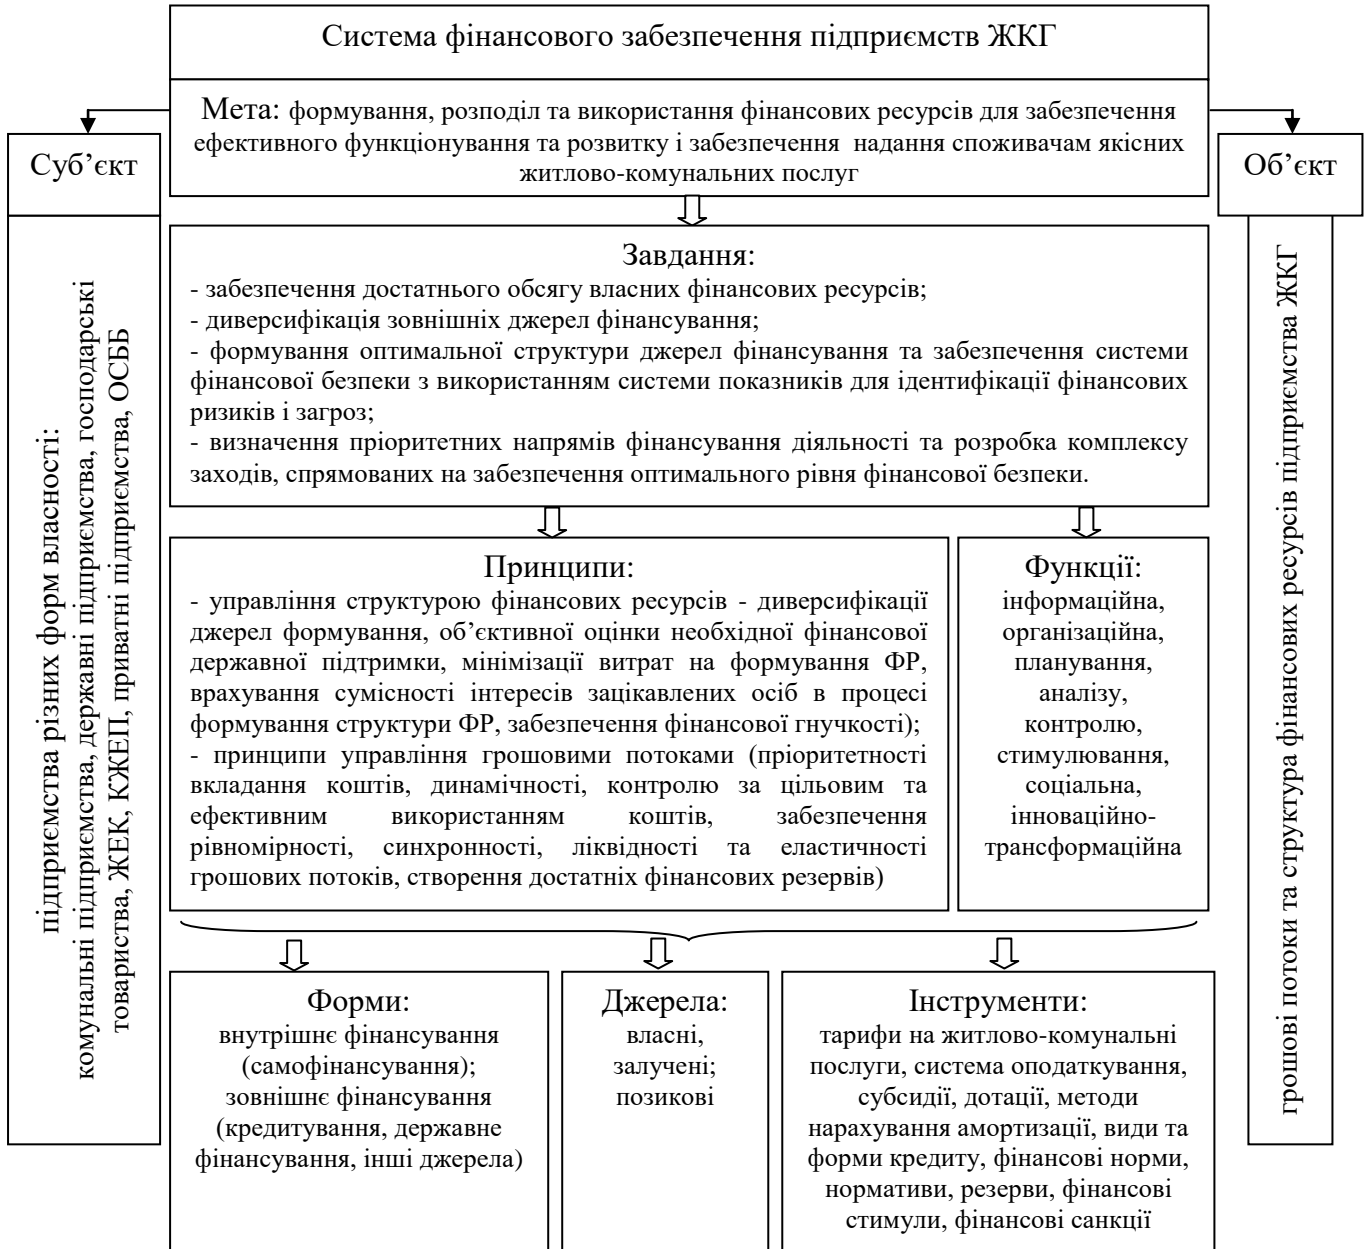 Система фінансового забезпечення підприємств ЖКГ
Мета: формування, розподіл та використання фінансових ресурсів для забезпечення
ефективного функціонування та розвитку і забезпечення надання споживачам якісних
житлово-комунальних послуг
Суб’єкт
підприємства різних форм власності:
комунальні підприємства, державні підприємства, господарські
товариства, ЖЕК, КЖЕП, приватні підприємства, ОСББ
Об’єкт
грошові потоки та структура фінансових ресурсів підприємства ЖКГ
Завдання:
- забезпечення достатнього обсягу власних фінансових ресурсів;
- диверсифікація зовнішніх джерел фінансування;
- формування оптимальної структури джерел фінансування та забезпечення системи
фінансової безпеки з використанням системи показників для ідентифікації фінансових
ризиків і загроз;
- визначення пріоритетних напрямів фінансування діяльності та розробка комплексу
заходів, спрямованих на забезпечення оптимального рівня фінансової безпеки.
Принципи:
- управління структурою фінансових ресурсів - диверсифікації
джерел формування, об’єктивної оцінки необхідної фінансової
державної підтримки, мінімізації витрат на формування ФР,
врахування сумісності інтересів зацікавлених осіб в процесі
формування структури ФР, забезпечення фінансової гнучкості);
- принципи управління грошовими потоками (пріоритетності
вкладання коштів, динамічності, контролю за цільовим та
ефективним використанням коштів, забезпечення
рівномірності, синхронності, ліквідності та еластичності
грошових потоків, створення достатніх фінансових резервів)
Функції:
інформаційна,
організаційна,
планування,
аналізу,
контролю,
стимулювання,
соціальна,
інноваційно-
трансформаційна
Форми:
внутрішнє фінансування
(самофінансування);
зовнішнє фінансування
(кредитування, державне
фінансування, інші джерела)
Джерела:
власні,
залучені;
позикові
Інструменти:
тарифи на житлово-комунальні
послуги, система оподаткування,
субсидії, дотації, методи
нарахування амортизації, види та
форми кредиту, фінансові норми,
нормативи, резерви, фінансові
стимули, фінансові санкції